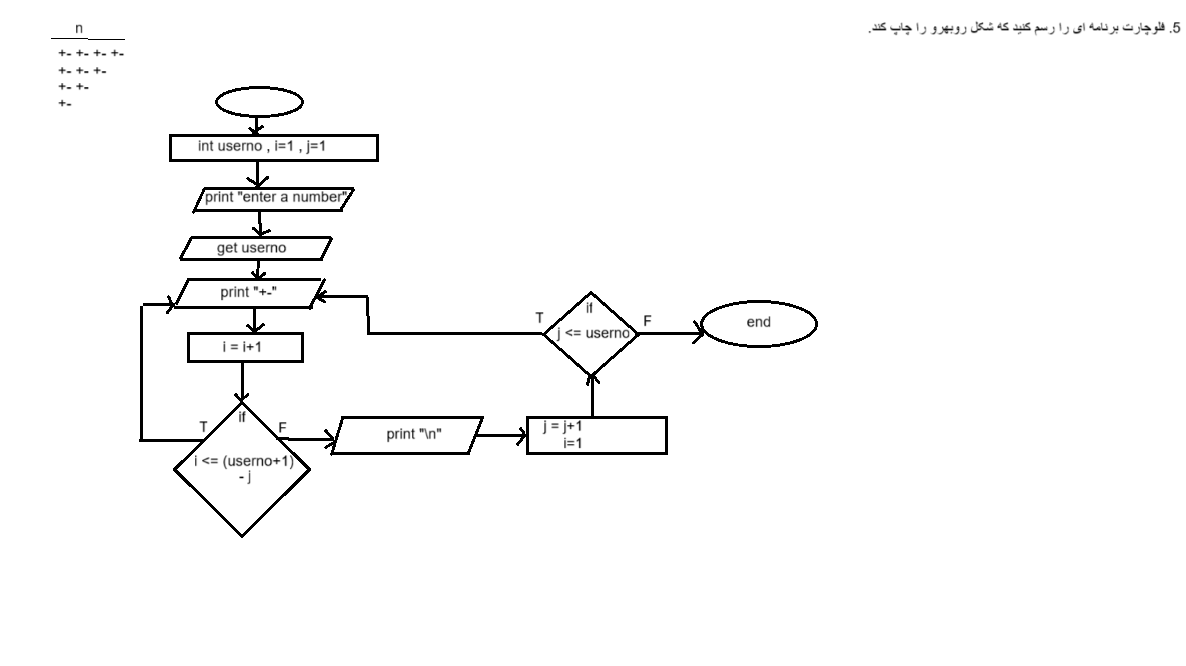 5. فلوچارت برنامه ای را رسم کنید که شکل روبهرو را چاپ کند.
n
+- +- +- +-
+- +- +-
+- +-
+-
int userno , i=1 , j=1
print "enter a number"
get userno
print "+-"
i = i+1
if
T
F
i <= (userno+1)
- j
print "\n"
j = j+1
i=1
if
T
F
j <= userno
end